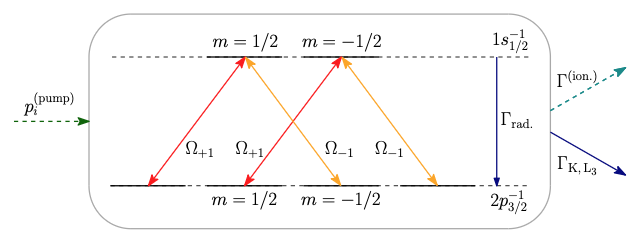 m = 1/2
m = −1/2
1s_{1/2}^{−1}
Γ^{(ion.)}
p_i^{(pump)}
Ω_{+1}
Ω_{+1}
Ω_{−1}
Ω_{−1}
Γ_{rad.}
Γ_{K, L_3}
m = 1/2
m = −1/2
2p_{3/2}^{−1}